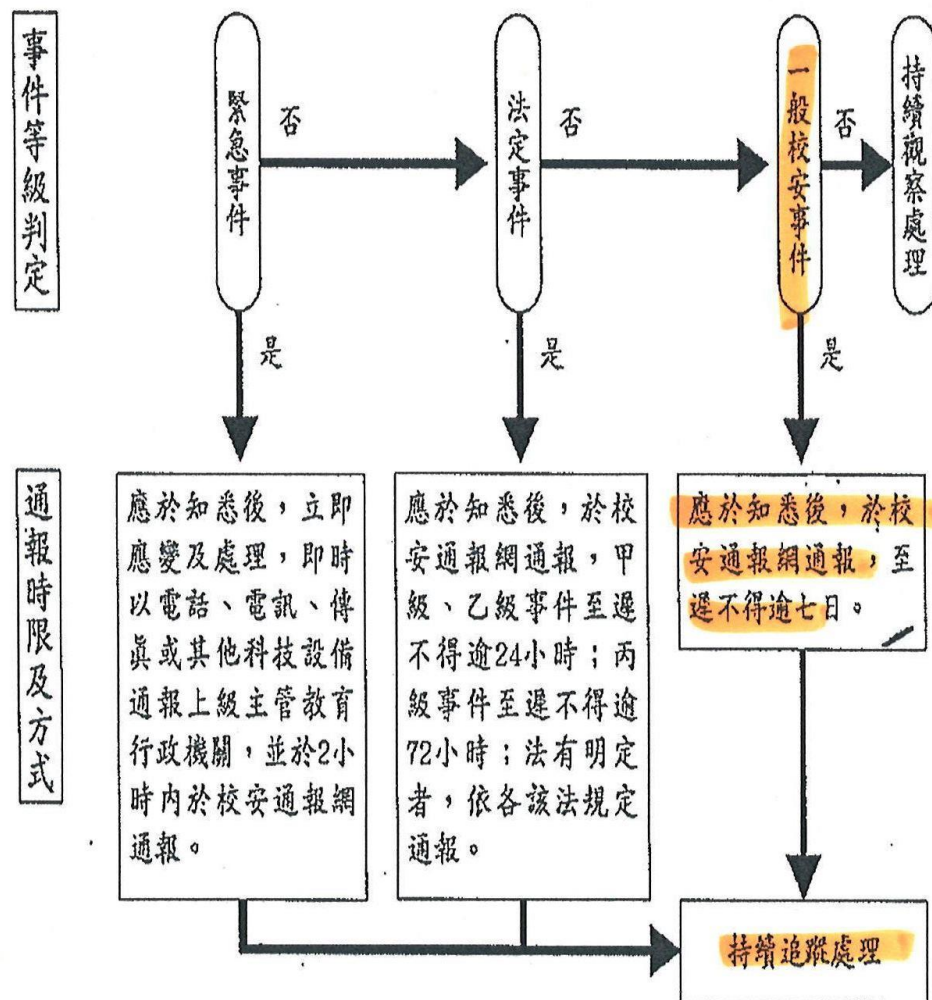 事件等級判定
緊急事件
否
法定事件
否
一般校安事件
否
持續觀察處理
是
是
是
通報時限及方式
應於知悉後，立即
應變及處理，即時
以電話、電訊、傳
真或其他科技設備
通報上級主管教育
行政機關，並於2小
時內於校安通報網
通報。
應於知悉後，於校
安通報網通報，甲
級、乙級事件至遲
不得逾24小時；丙
級事件至遲不得逾
72小時；法有明定
者，依各該法規定
通報。
應於知悉後，於校
安通報網通報，至
遲不得逾七日。
持續追蹤處理